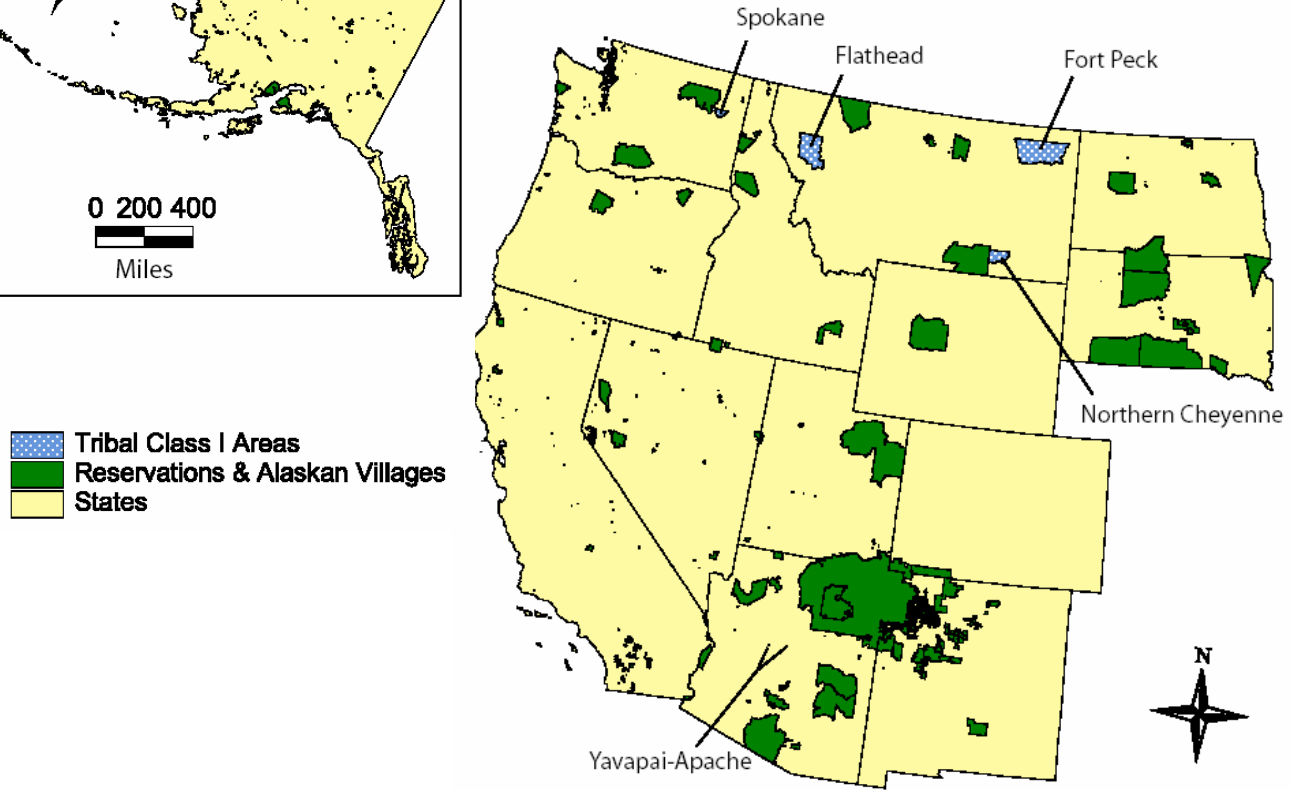 Spokane
Flathead
Fort Peck
0 200 400
Miles
Northern Cheyenne
Tribal Class I Areas
Reservations & Alaskan Villages
States
N
Yavapai-Apache